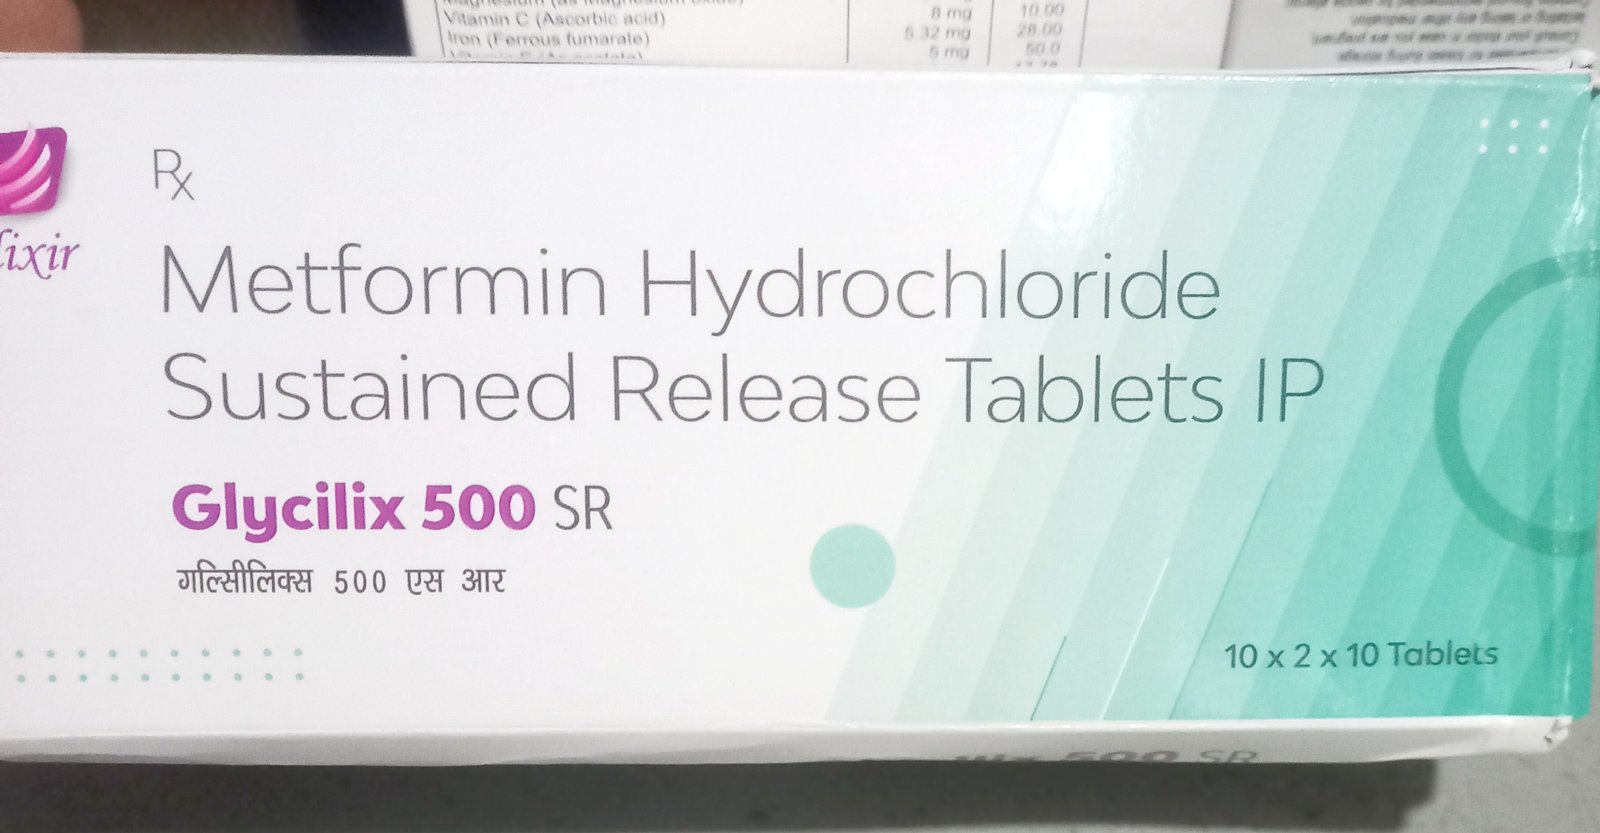 Vitamin C (Ascorbic acid)
8 mg
10.00
Iron (Ferrous fumarate)
5.32 mg
28.00
5 mg
50.0
Rx
lixir
Metformin Hydrochloride
Sustained Release Tablets IP
Glycilix 500 SR
गल्सिीलिक्स 500 एस आर
10 x 2 x 10 Tablets
500 SR